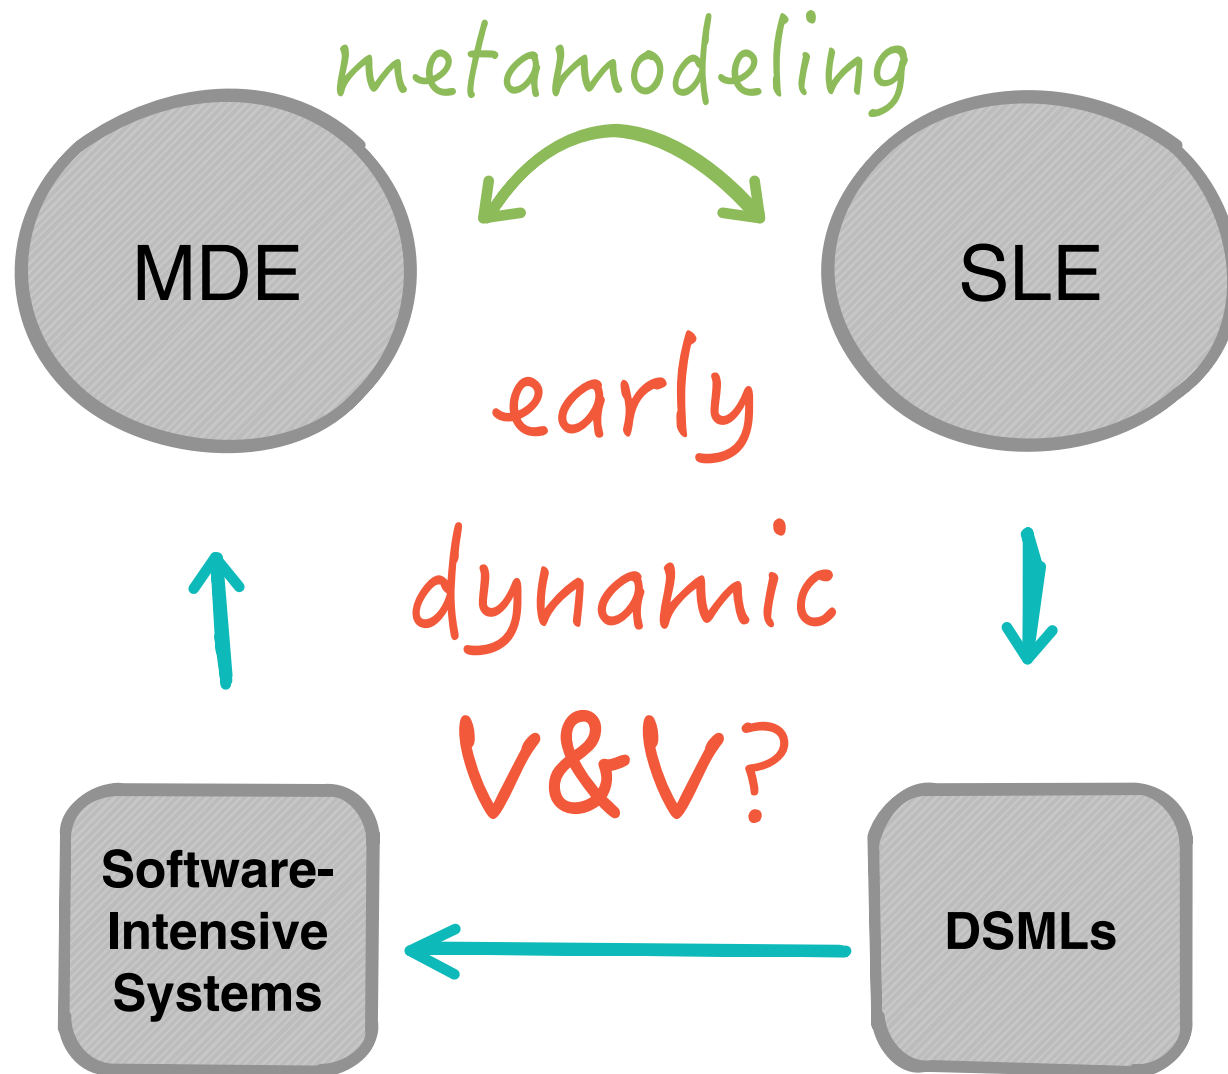 metamodeling
MDE
SLE
early
dynamic
V&V?
Software-
Intensive
Systems
DSMLs